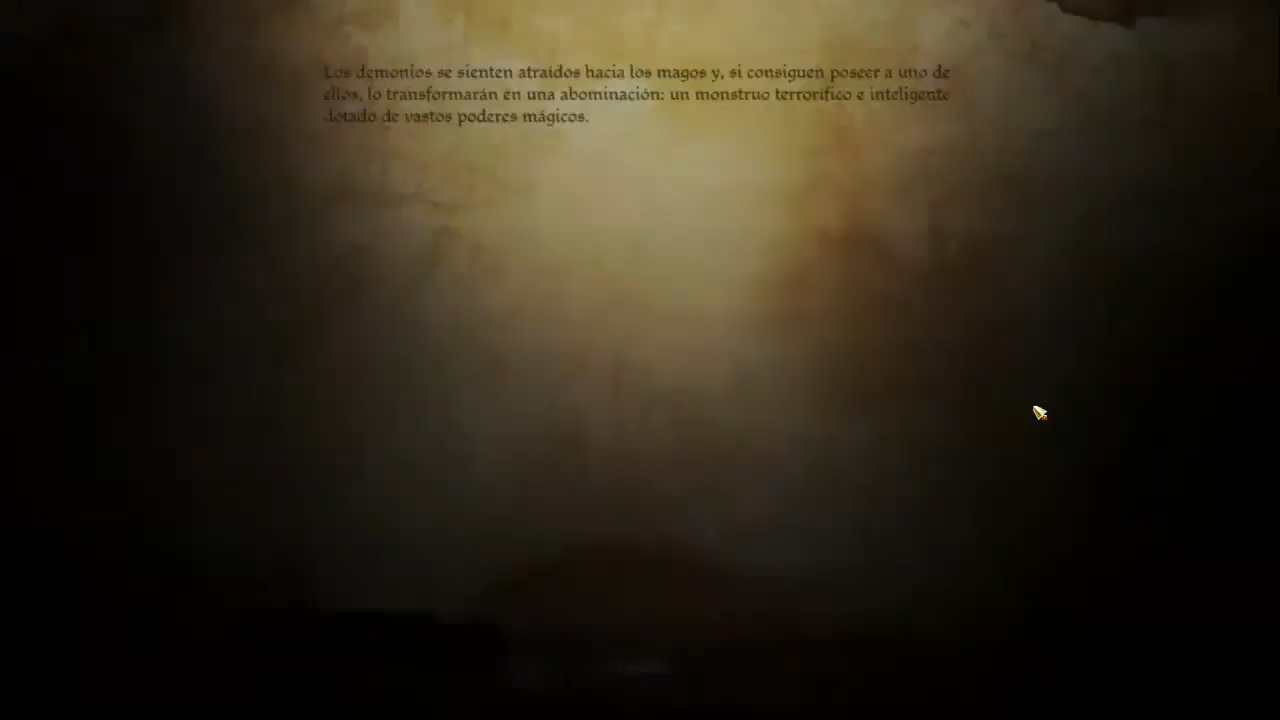 Los demonios se sienten atraídos hacia los magos y, si consiguen poseer a uno de
ellos, lo transformarán en una abominación: un monstruo terrorífico e inteligente
dotado de vastos poderes mágicos.